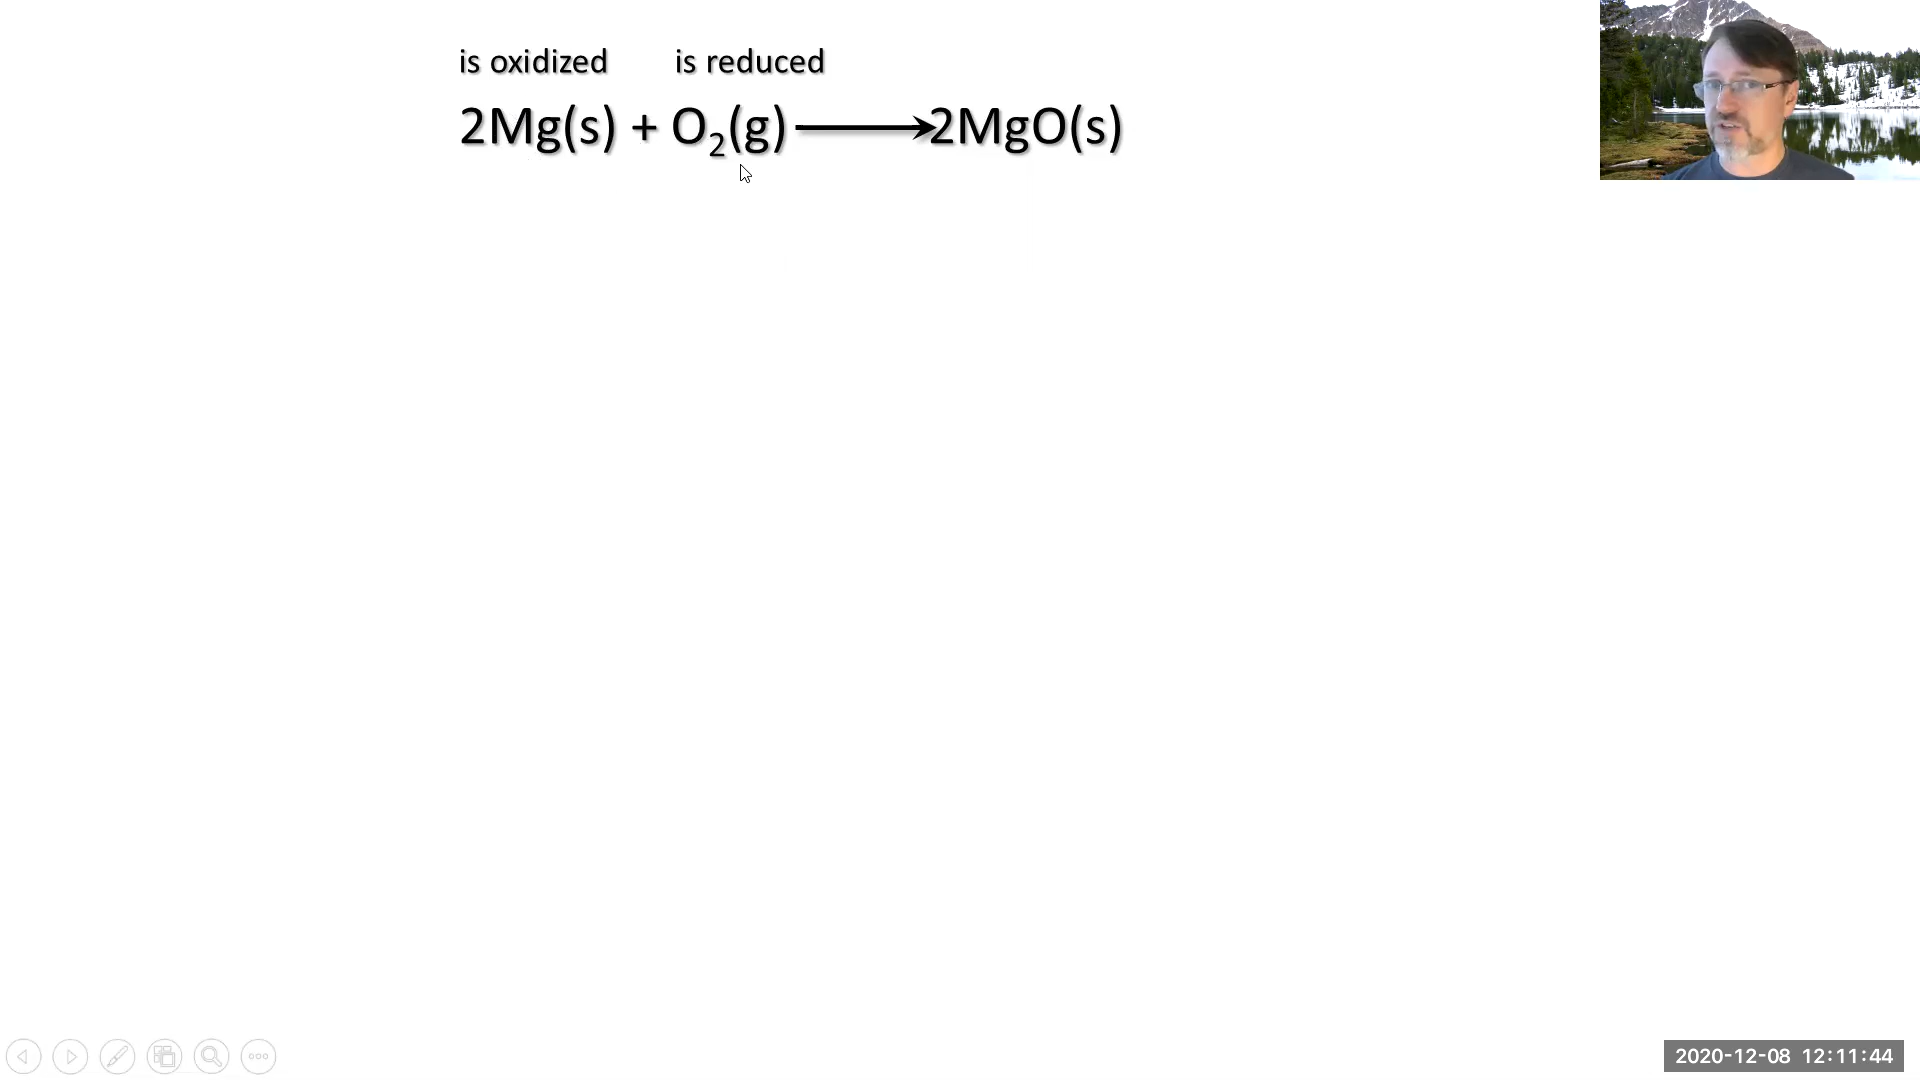 is oxidized is reduced
2Mg(s) + O₂(g) ⟶ 2MgO(s)
2020-12-08 12:11:44